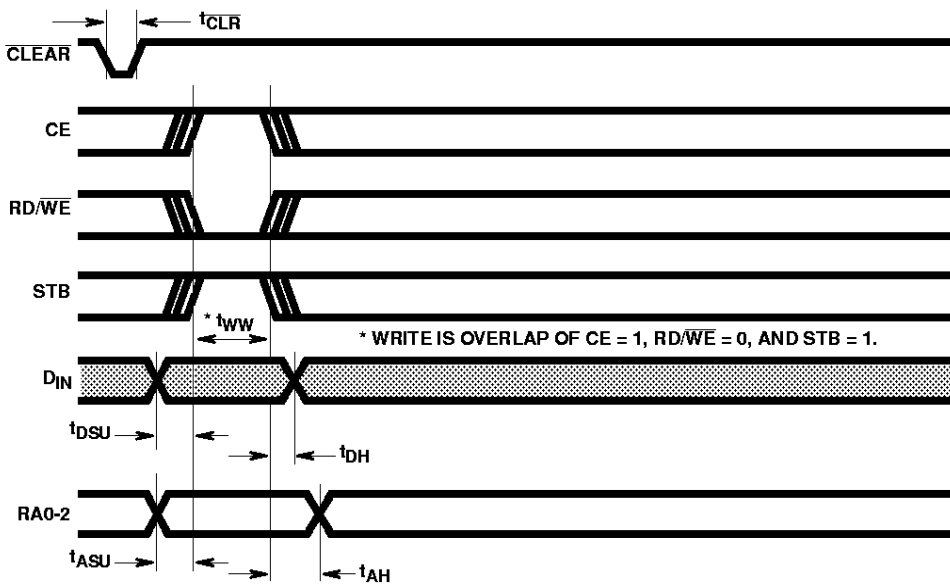 tCLR
CLEAR
CE
RD/WE
STB
* tWW
* WRITE IS OVERLAP OF CE = 1, RD/WE = 0, AND STB = 1.
DIN
tDSU
tDH
RA0-2
tASU
tAH